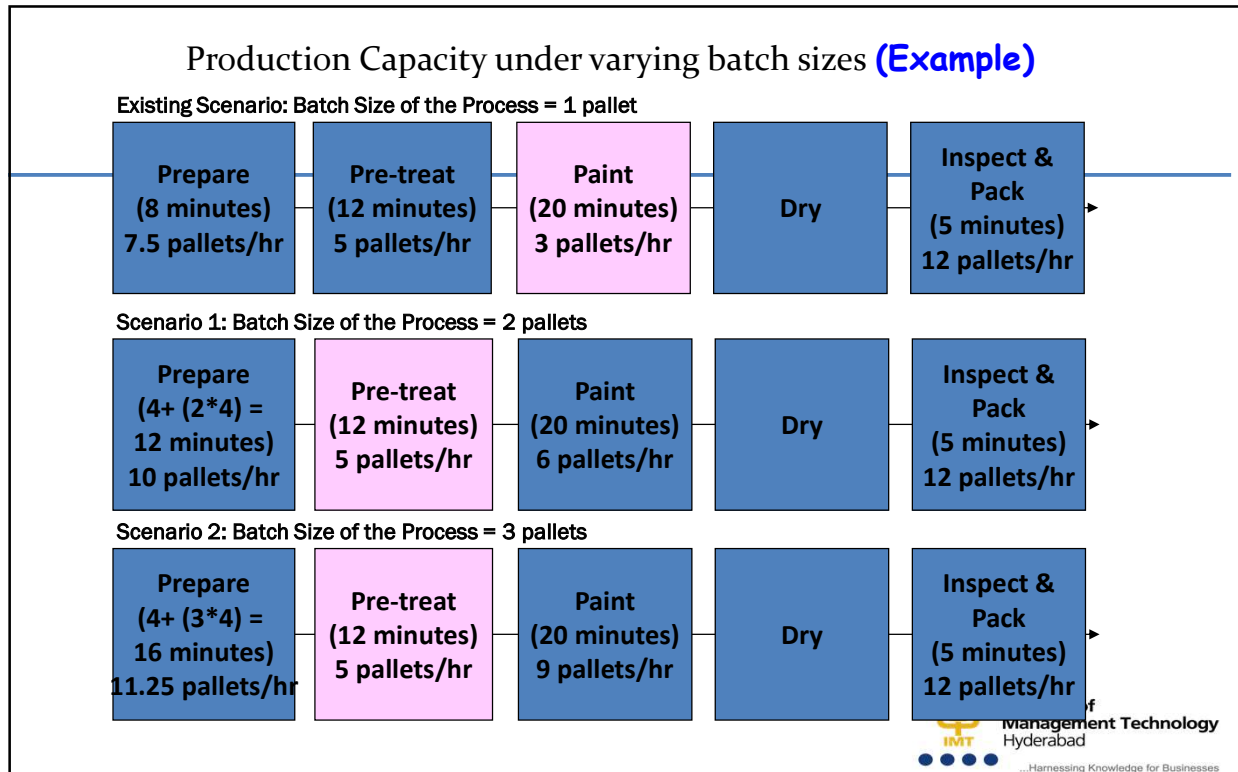 Production Capacity under varying batch sizes (Example)
Existing Scenario: Batch Size of the Process = 1 pallet
Prepare
(8 minutes)
7.5 pallets/hr
Pre-treat
(12 minutes)
5 pallets/hr
Paint
(20 minutes)
3 pallets/hr
Dry
Inspect &
Pack
(5 minutes)
12 pallets/hr
Scenario 1: Batch Size of the Process = 2 pallets
Prepare
(4+ (2*4) =
12 minutes)
10 pallets/hr
Pre-treat
(12 minutes)
5 pallets/hr
Paint
(20 minutes)
6 pallets/hr
Dry
Inspect &
Pack
(5 minutes)
12 pallets/hr
Scenario 2: Batch Size of the Process = 3 pallets
Prepare
(4+ (3*4) =
16 minutes)
11.25 pallets/hr
Pre-treat
(12 minutes)
5 pallets/hr
Paint
(20 minutes)
9 pallets/hr
Dry
Inspect &
Pack
(5 minutes)
12 pallets/hr
of
Management Technology
IMT
Hyderabad
...Harnessing Knowledge for Businesses